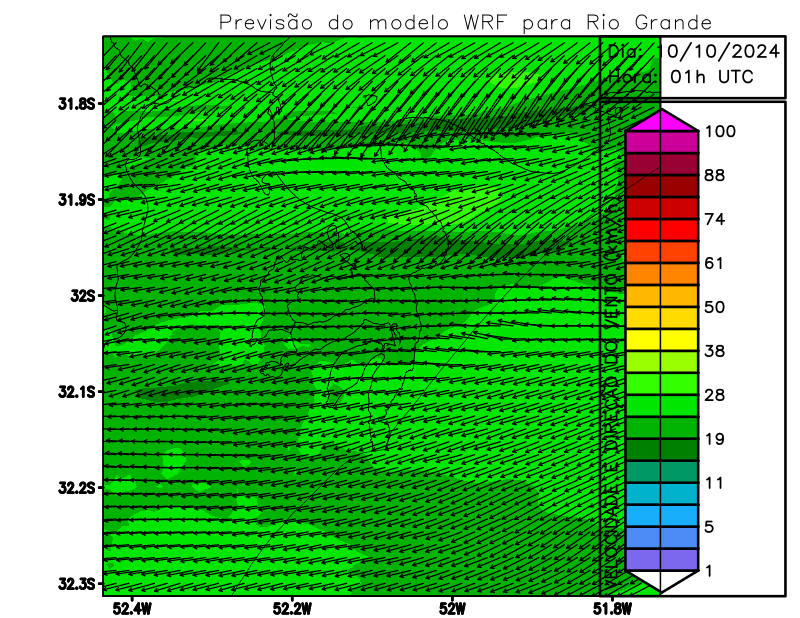 Previsão do modelo WRF para Rio Grande
Dia: 10/10/2024
Hora: 01h UTC
31.8S
31.9S
32S
32.1S
32.2S
32.3S
52.4W
52.2W
52W
51.8W
VELOCIDADE E DIREÇÃO DO VENTO (km/h)
100
88
74
61
50
38
28
19
11
5
1